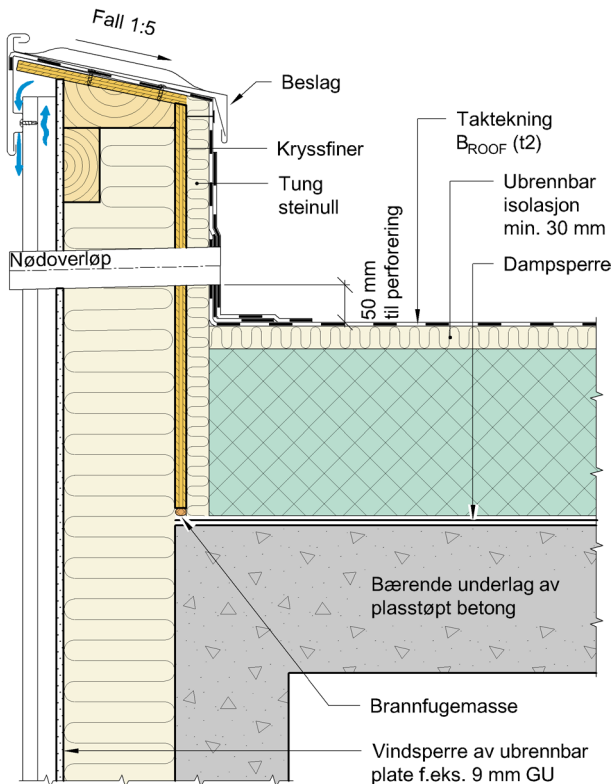 Fall 1:5
Beslag
Taktekning
BROOF (t2)
Kryssfiner
Tung
steinull
Ubrennbar
isolasjon
min. 30 mm
Nødoverløp
50 mm
til perforering
Dampsperre
Bærende underlag av
plasstøpt betong
Brannfugemasse
Vindsperre av ubrennbar
plate f.eks. 9 mm GU